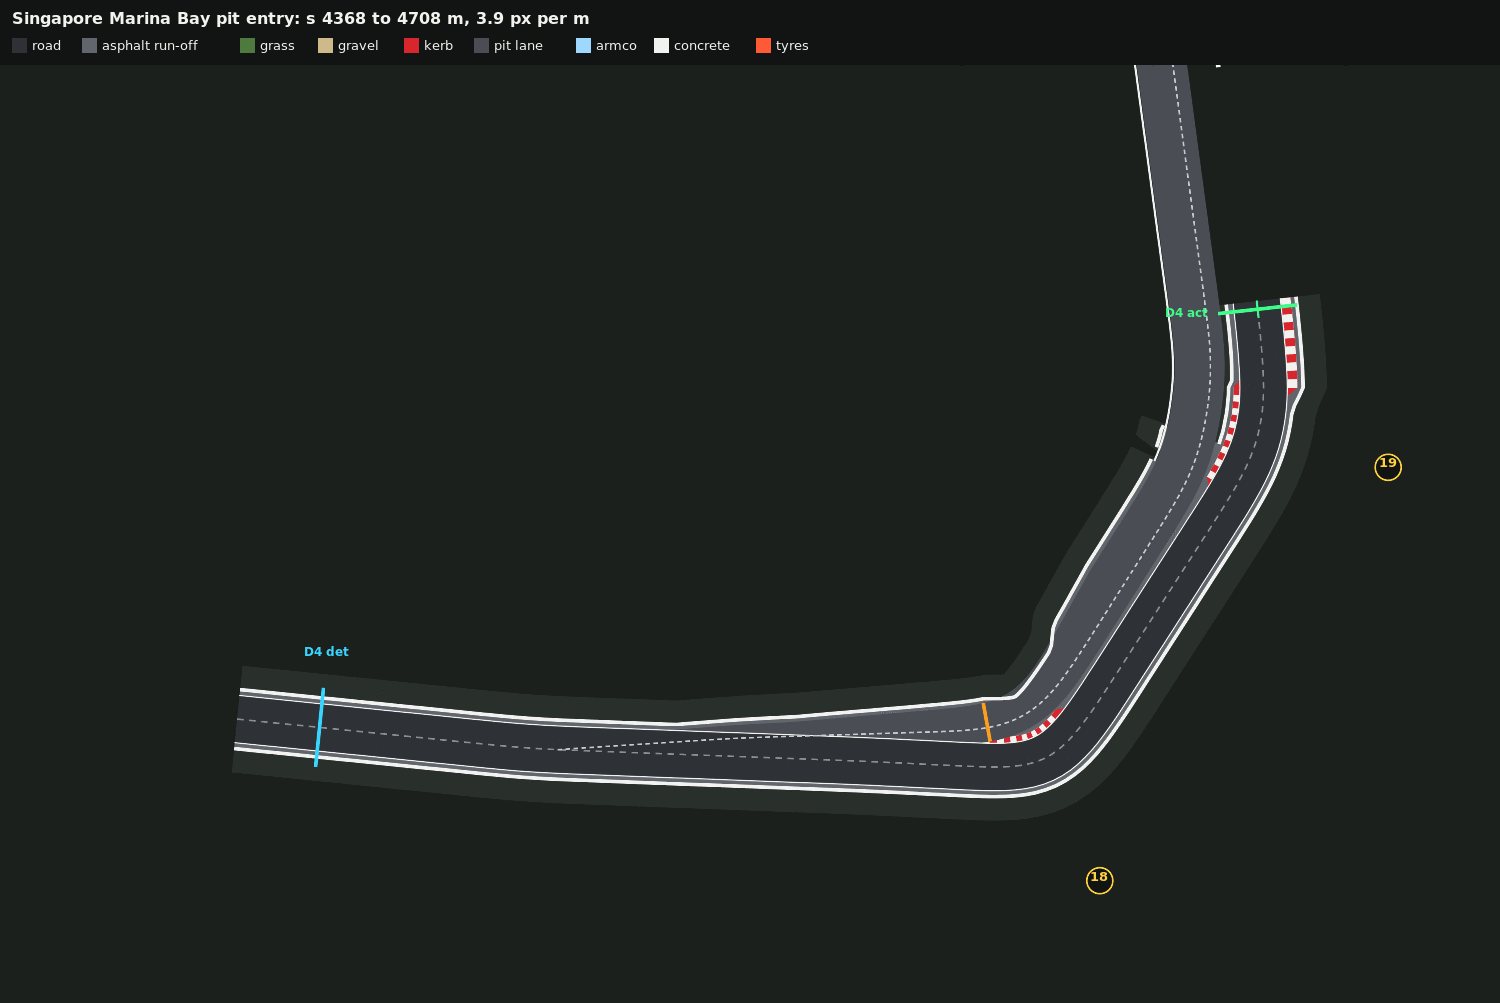 Singapore Marina Bay pit entry: s 4368 to 4708 m, 3.9 px per m
road asphalt run-off grass gravel kerb pit lane armco concrete tyres
D4 act
19
D4 det
18